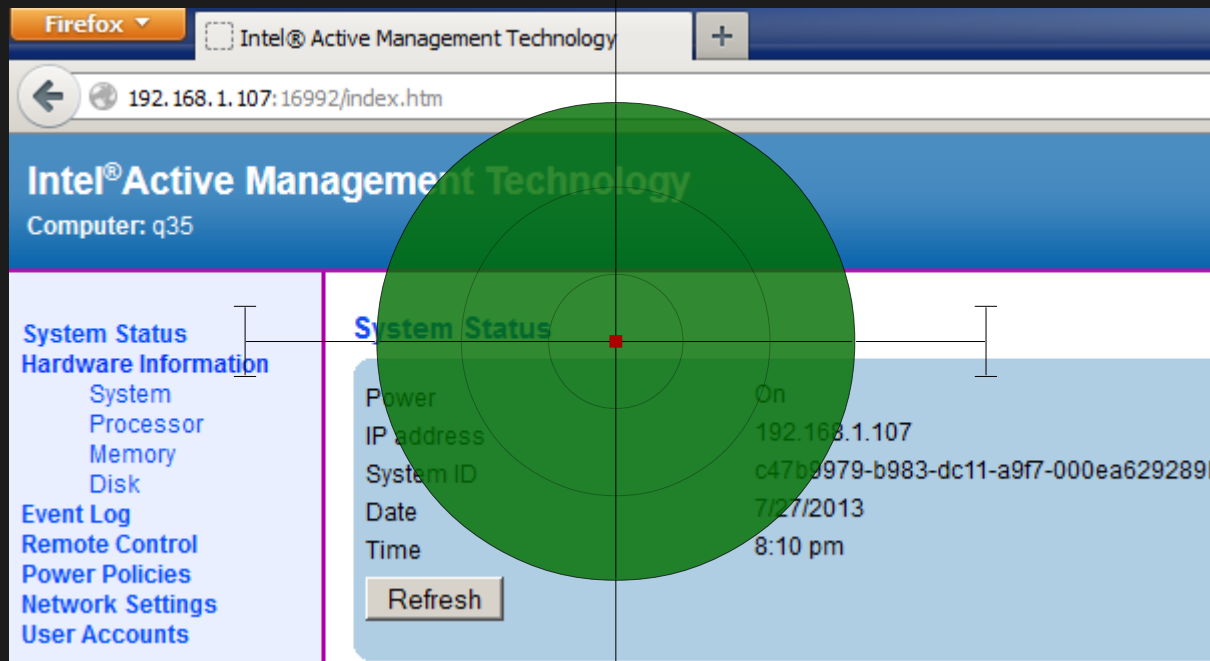 Firefox
Intel® Active Management Technology
192.168.1.107:16992/index.htm
Intel®Active Management Technology
Computer: q35
System Status
Hardware Information
System
Processor
Memory
Disk
Event Log
Remote Control
Power Policies
Network Settings
User Accounts
System Status
Power On
IP address 192.168.1.107
System ID c47b9979-b983-dc11-a9f7-000ea629289
Date 7/27/2013
Time 8:10 pm
Refresh